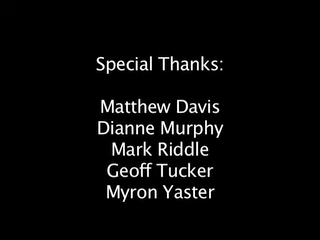 Special Thanks:
Matthew Davis
Dianne Murphy
Mark Riddle
Geoff Tucker
Myron Yaster